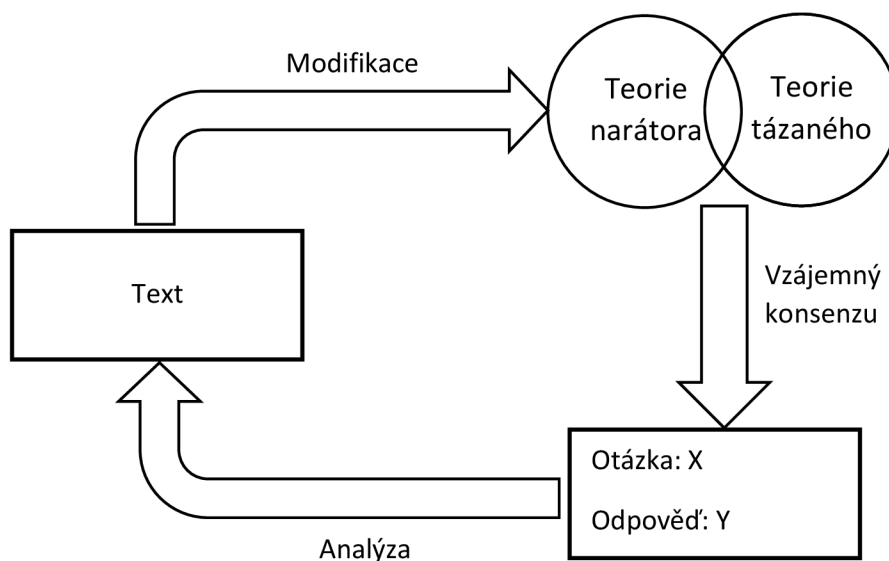 Modifikace
Teorie
narátora
Teorie
tázaného
Text
Vzájemný
konsenzu
Otázka: X
Odpověď: Y
Analýza